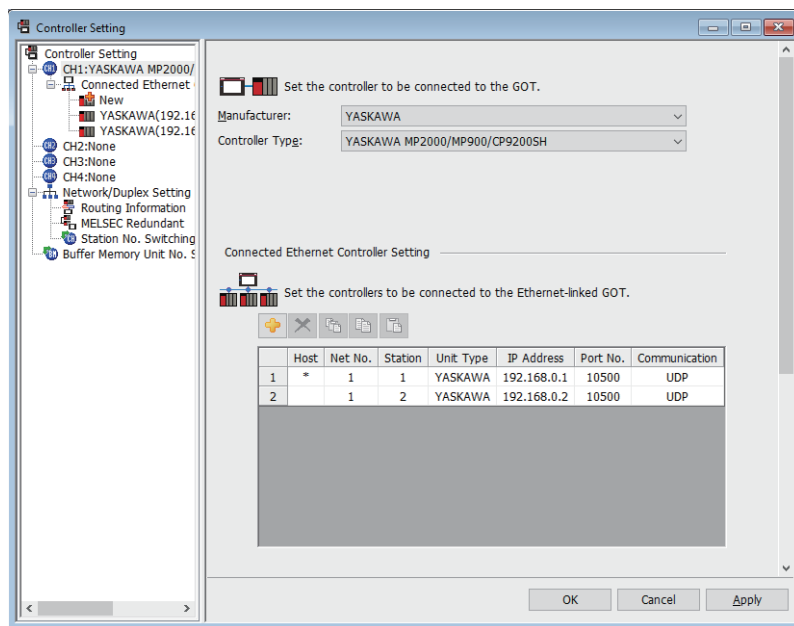 Controller Setting
Controller Setting
CH1:YASKAWA MP2000/
Connected Ethernet
New
YASKAWA(192.16
YASKAWA(192.16
CH2:None
CH3:None
CH4:None
Network/Duplex Setting
Routing Information
MELSEC Redundant
Station No. Switching
Buffer Memory Unit No. S
Set the controller to be connected to the GOT.
Manufacturer: YASKAWA
Controller Type: YASKAWA MP2000/MP900/CP9200SH
Connected Ethernet Controller Setting
Set the controllers to be connected to the Ethernet-linked GOT.
Host Net No. Station Unit Type IP Address Port No. Communication
1 * 1 1 YASKAWA 192.168.0.1 10500 UDP
2 1 2 YASKAWA 192.168.0.2 10500 UDP
OK Cancel Apply